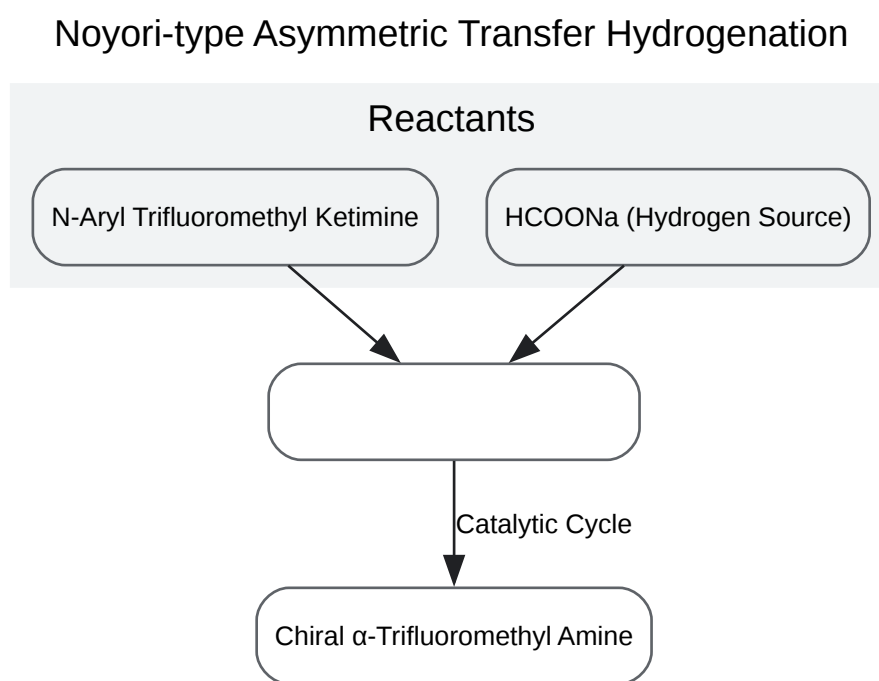 Noyori-type Asymmetric Transfer Hydrogenation
Reactants
N-Aryl Trifluoromethyl Ketimine
HCOONa (Hydrogen Source)
Catalytic Cycle
Chiral α-Trifluoromethyl Amine